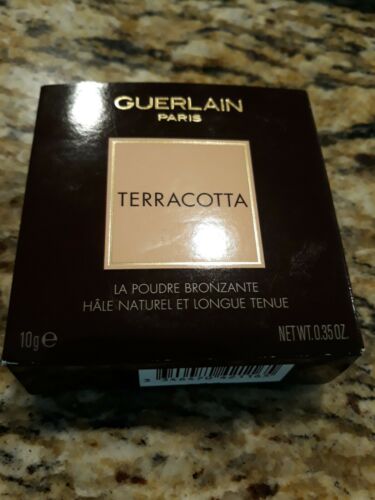 GUERLAIN
PARIS
TERRACOTTA
LA POUDRE BRONZANTE
HÂLE NATUREL ET LONGUE TENUE
10g ℮ NET WT. 0.35 OZ.